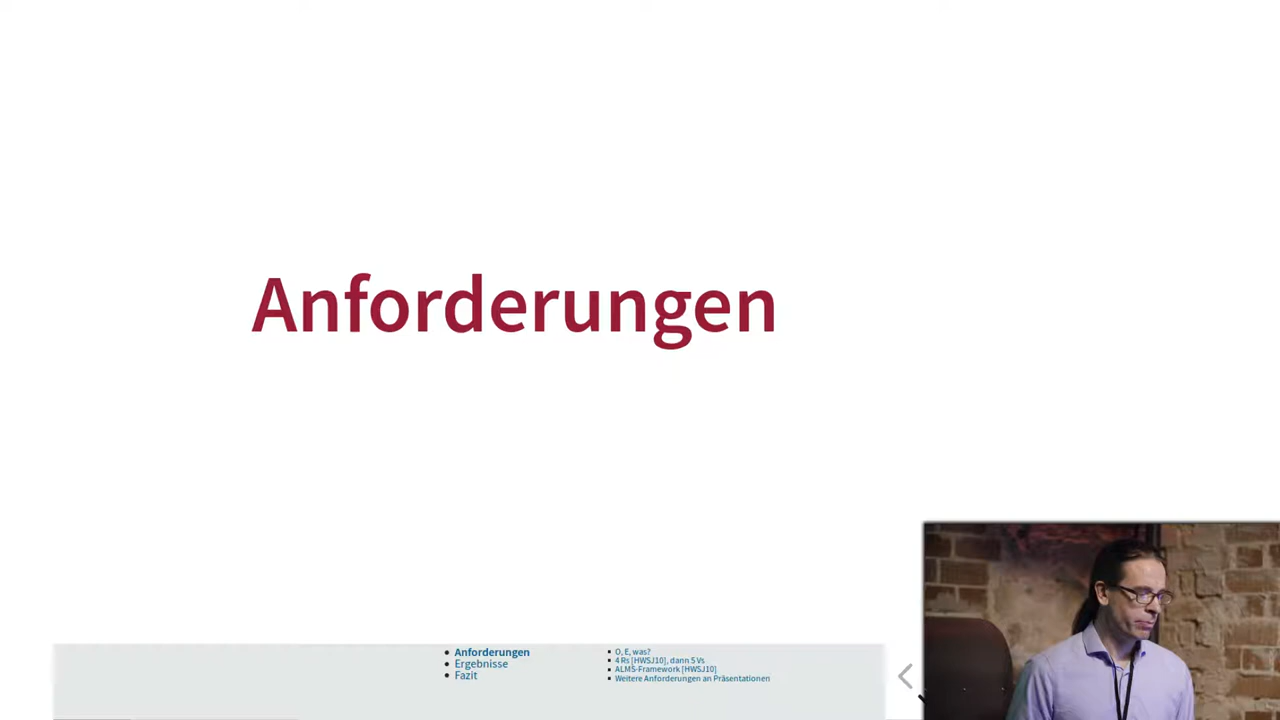 Anforderungen
Anforderungen
Ergebnisse
Fazit
O, E, was?
4 Rs [HWSJ10], dann 5 Vs
ALMS-Framework [HWSJ10]
Weitere Anforderungen an Präsentationen